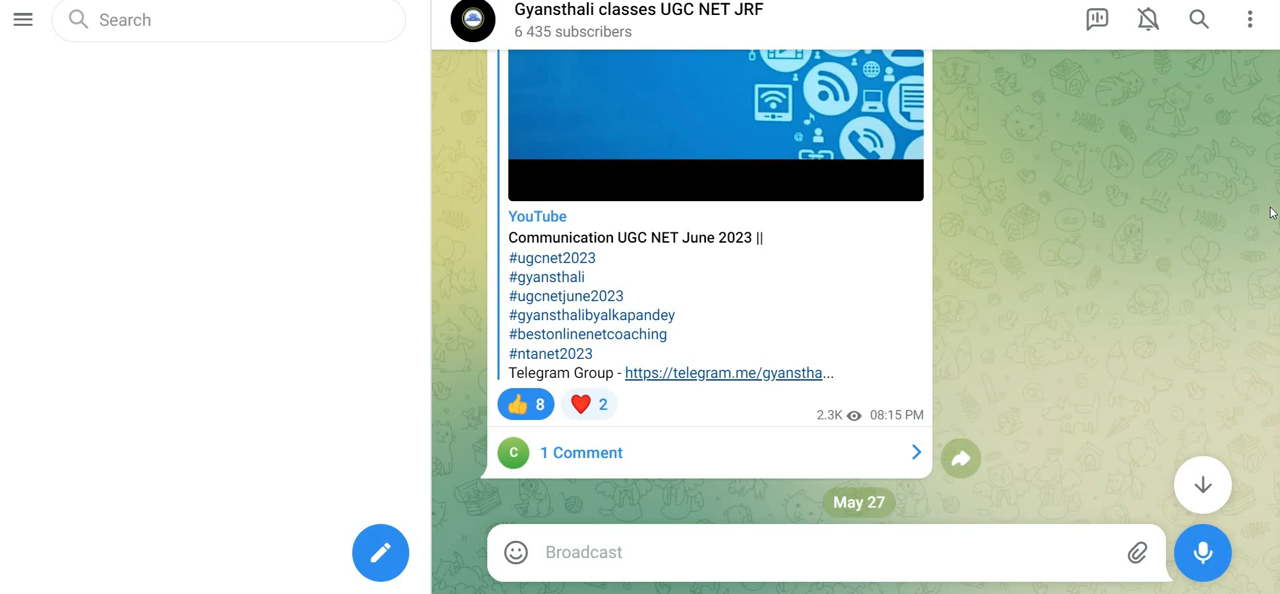 Search
Gyansthali classes UGC NET JRF
6 435 subscribers
YouTube
Communication UGC NET June 2023 ||
#ugcnet2023
#gyansthali
#ugcnetjune2023
#gyansthalibyalkapandey
#bestonlinenetcoaching
#ntanet2023
Telegram Group - https://telegram.me/gyanstha...
👍 8 ❤️ 2
2.3K 08:15 PM
C 1 Comment
May 27
Broadcast